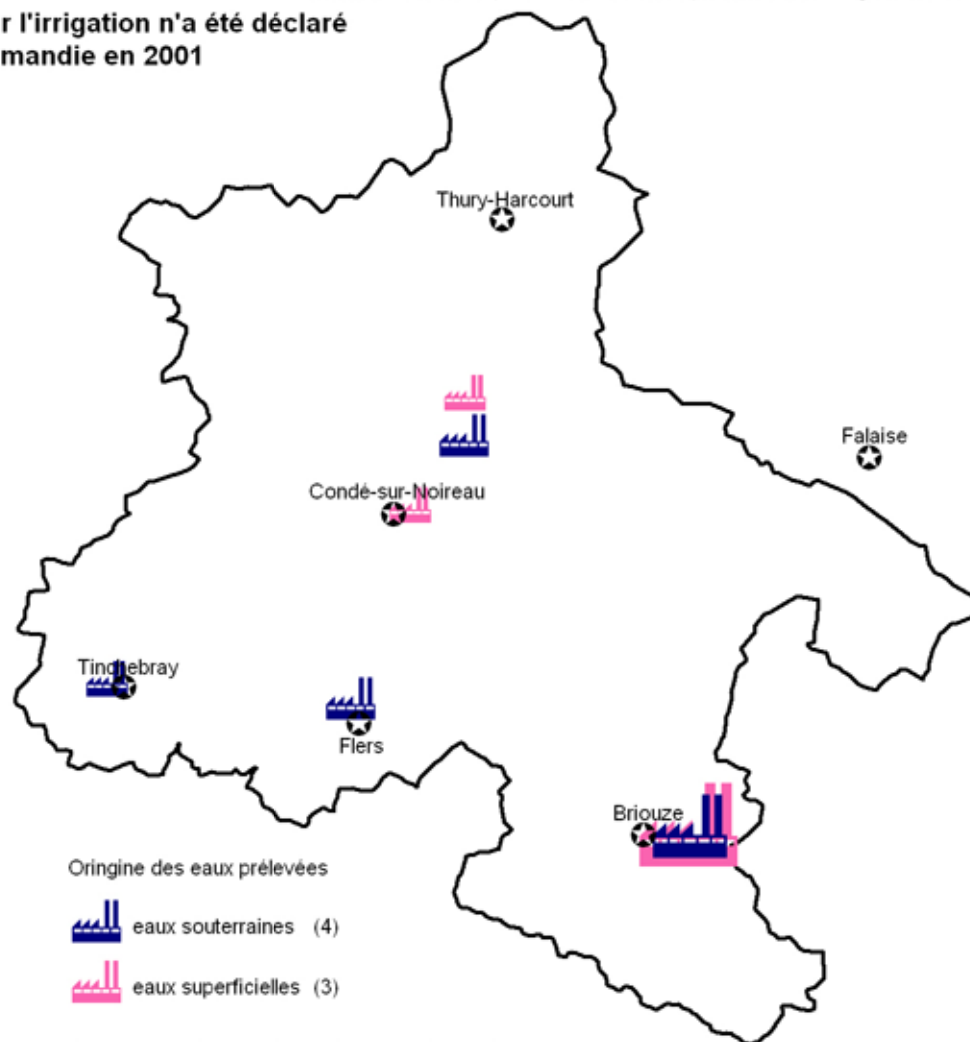 r l'irrigation n'a été déclaré
mandie en 2001
Thury-Harcourt
Falaise
Condé-sur-Noireau
Tinchebray
Flers
Briouze
Oringine des eaux prélevées
eaux souterraines (4)
eaux superficielles (3)